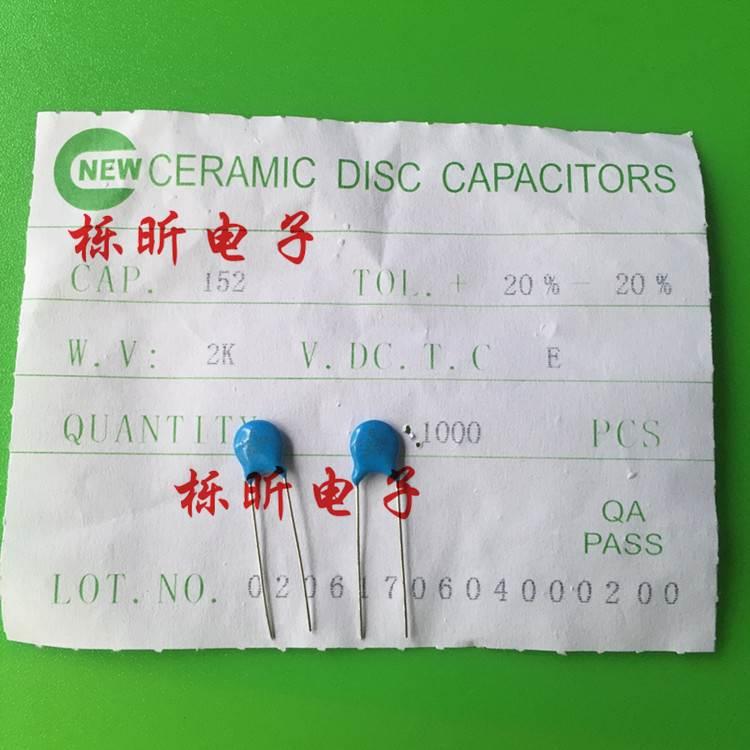 NEW CERAMIC DISC CAPACITORS
栎昕电子
CAP. 152 TOL. + 20% - 20%
W.V: 2K V.DC.T.C E
QUANTITY 1000 PCS
栎昕电子
QA
PASS
LOT.NO. 0206170604000200